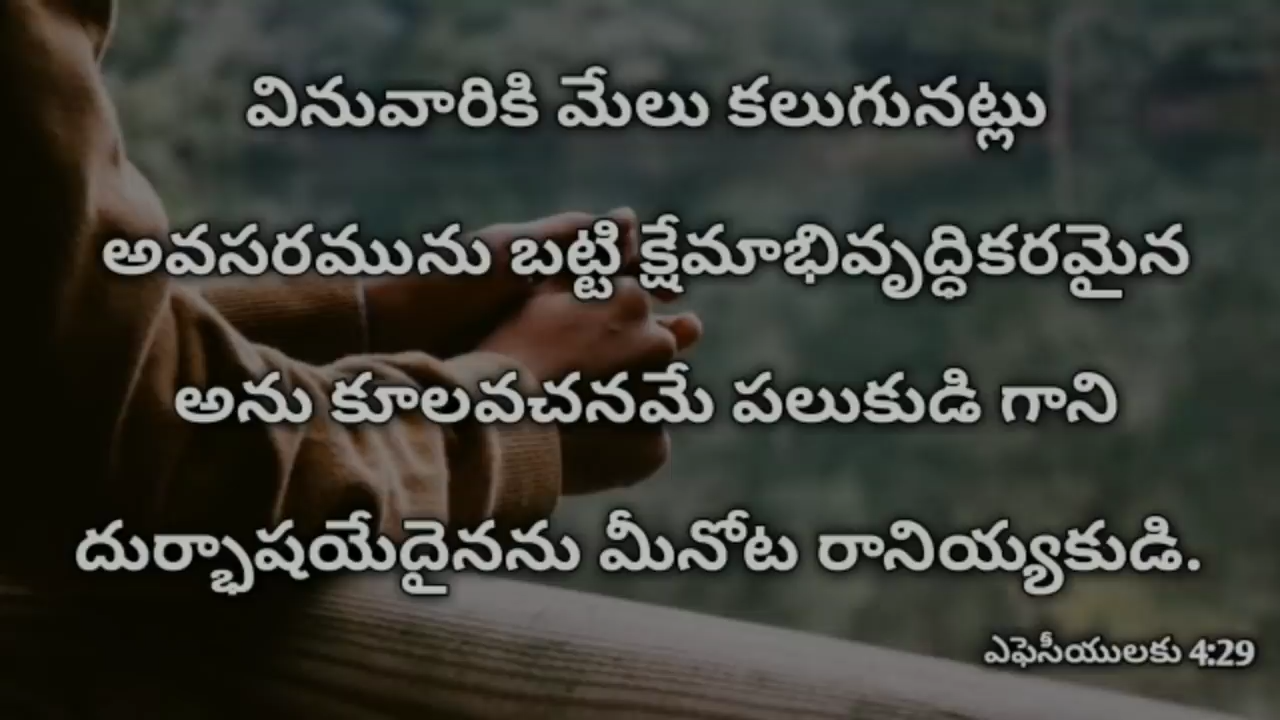 వినువారికి మేలు కలుగునట్లు
అవసరమును బట్టి క్షేమాభివృద్ధికరమైన
అను కూలవచనమే పలుకుడి గాని
దుర్భాషయేదైనను మీనోట రానియ్యకుడి.
ఎఫెసీయులకు 4:29